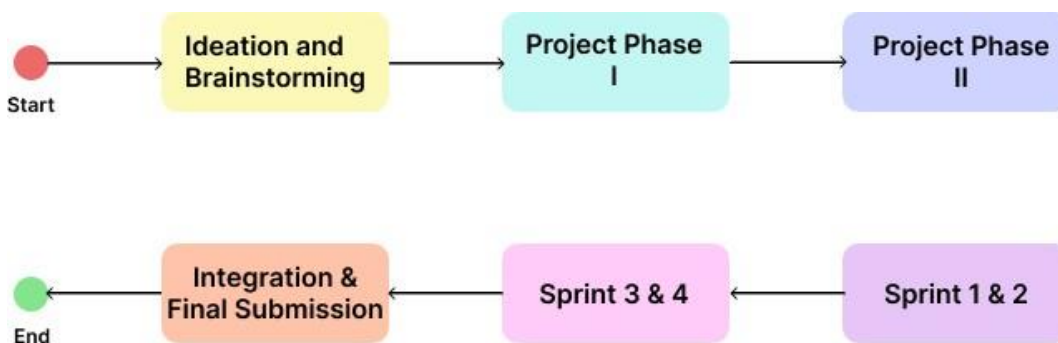 Ideation and
Brainstorming
Project Phase
I
Project Phase
II
Start
Integration &
Final Submission
Sprint 3 & 4
Sprint 1 & 2
End